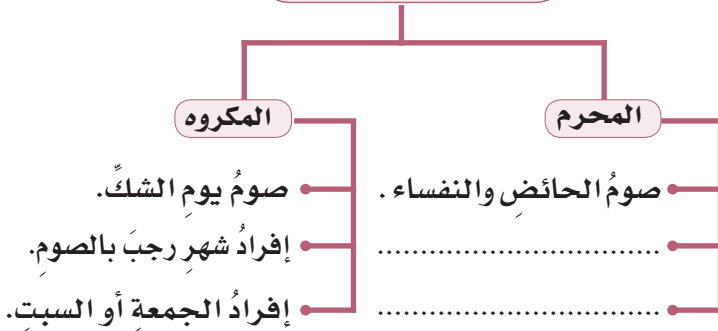 المحرم
المكروه
صومُ الحائضِ والنفساء .
صومُ يومِ الشكِّ.
................................
إفرادُ شهرِ رجبَ بالصومِ.
................................
إفرادُ الجمعةِ أو السبتِ.